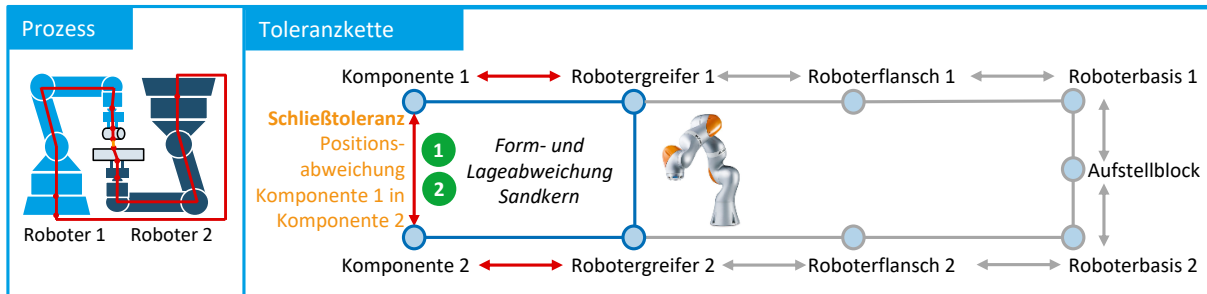 Prozess
Roboter 1
Roboter 2
Toleranzkette
Komponente 1
Robotergreifer 1
Roboterflansch 1
Roboterbasis 1
Schließtoleranz
Positions-
abweichung
Komponente 1 in
Komponente 2
1
2
Form- und
Lageabweichung
Sandkern
Aufstellblock
Komponente 2
Robotergreifer 2
Roboterflansch 2
Roboterbasis 2